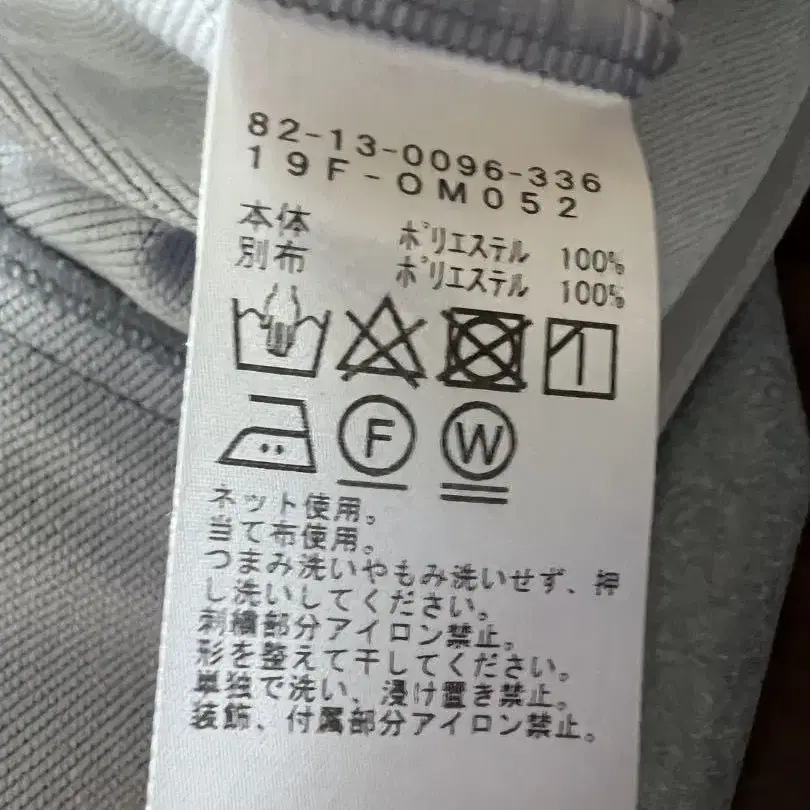 82-13-0096-336
19F-OM052
本体 ポリエステル 100%
別布 ポリエステル 100%
F W
ネット使用。
当て布使用。
つまみ洗いやもみ洗いせず、押
し洗いしてください。
刺繍部分アイロン禁止。
形を整えて干してください。
単独で洗い、浸け置き禁止。
装飾、付属部分アイロン禁止。